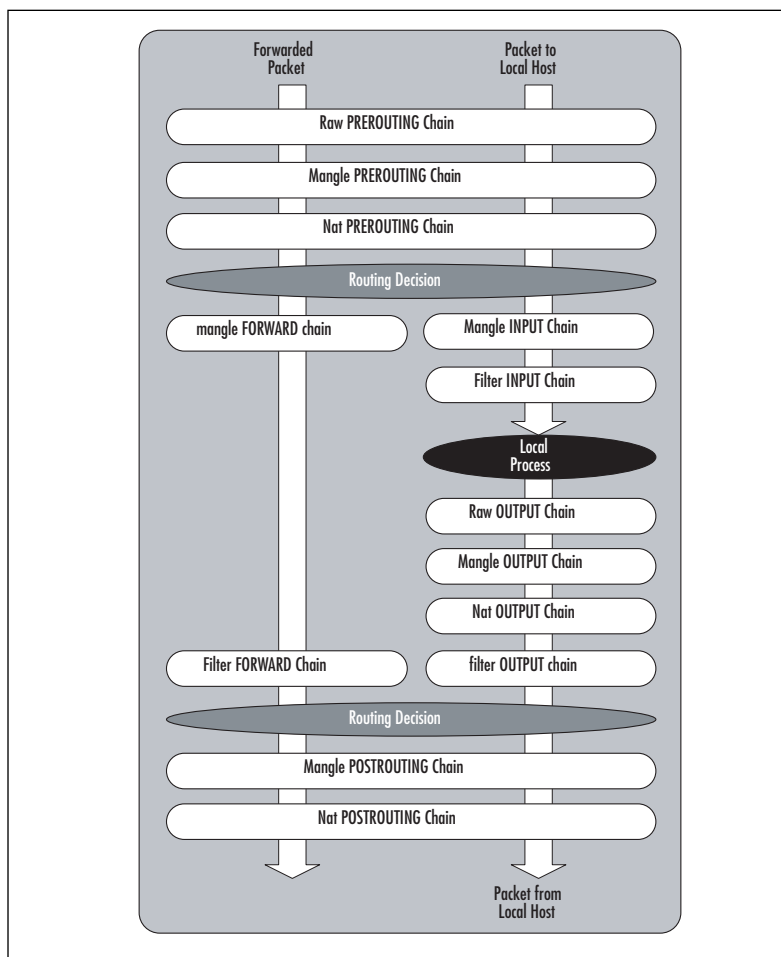 Forwarded
Packet
Packet to
Local Host
Raw PREROUTING Chain
Mangle PREROUTING Chain
Nat PREROUTING Chain
Routing Decision
mangle FORWARD chain
Mangle INPUT Chain
Filter INPUT Chain
Local
Process
Raw OUTPUT Chain
Mangle OUTPUT Chain
Nat OUTPUT Chain
Filter FORWARD Chain
filter OUTPUT chain
Routing Decision
Mangle POSTROUTING Chain
Nat POSTROUTING Chain
Packet from
Local Host